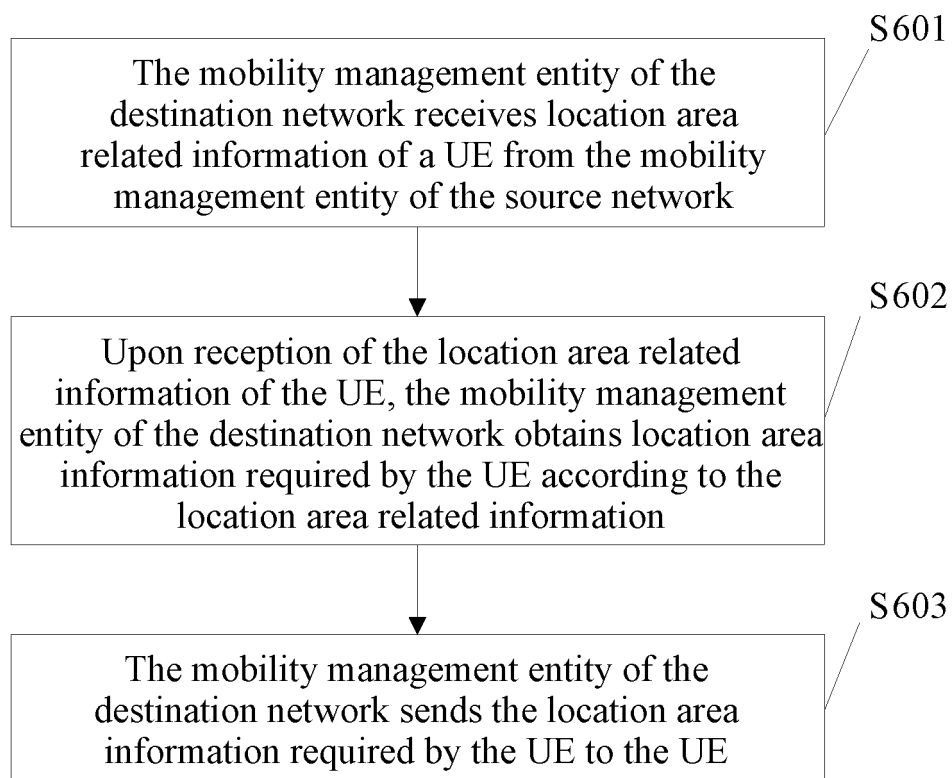 S601
The mobility management entity of the
destination network receives location area
related information of a UE from the mobility
management entity of the source network
S602
Upon reception of the location area related
information of the UE, the mobility management
entity of the destination network obtains location area
information required by the UE according to the
location area related information
S603
The mobility management entity of the
destination network sends the location area
information required by the UE to the UE